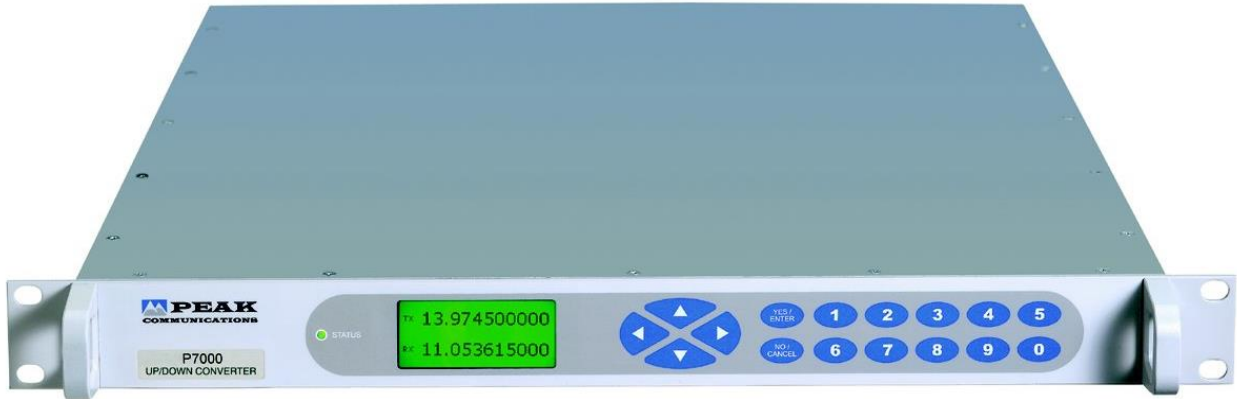 PEAK
COMMUNICATIONS
P7000
UP/DOWN CONVERTER
STATUS
TX 13.974500000
RX 11.053615000
YES /
ENTER
1 2 3 4 5
NO /
CANCEL
6 7 8 9 0